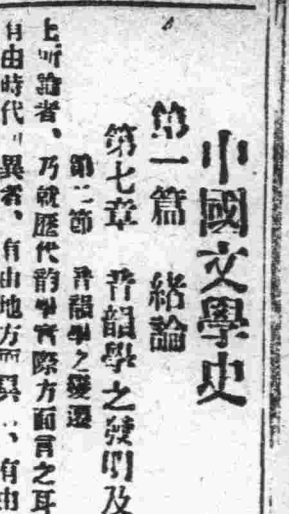 中國文學史
第一篇　緒論
第七章　音韻學之發明及
第二節　音韻學之變遷
上所論者、乃就歷代韵學實際方面言之耳
有由時代而異者、有由地方而異者、有由